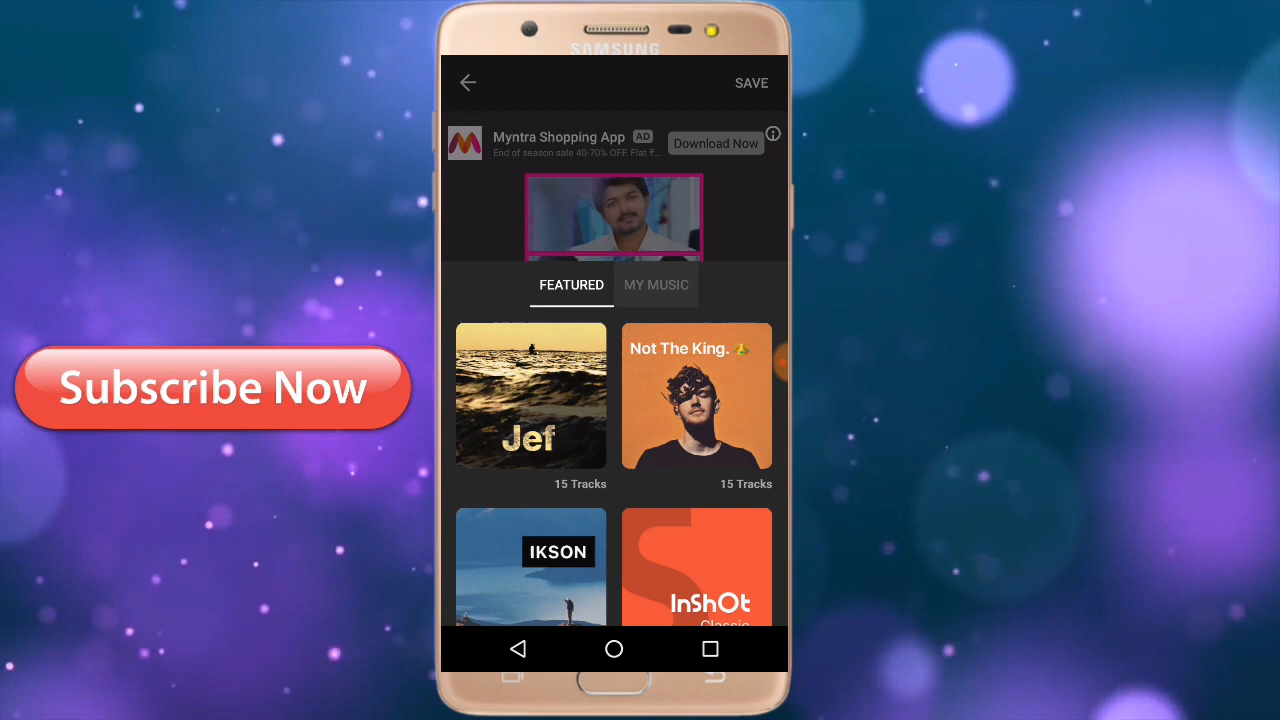 SAMSUNG
SAVE
Myntra Shopping App AD
Download Now
End of season sale 40-70% OFF. Flat ₹...
FEATURED
MY MUSIC
Not The King.
Jef
15 Tracks
15 Tracks
IKSON
InShOt
Classic
Subscribe Now